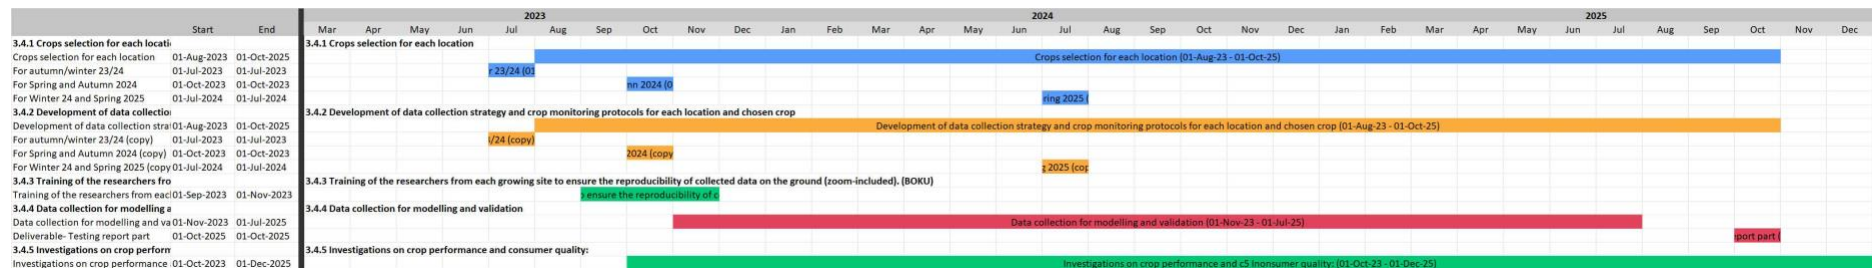 2023 2024 2025
Start End Mar Apr May Jun Jul Aug Sep Oct Nov Dec Jan Feb Mar Apr May Jun Jul Aug Sep Oct Nov Dec Jan Feb Mar Apr May Jun Jul Aug Sep Oct Nov Dec
3.4.1 Crops selection for each locati 3.4.1 Crops selection for each location
Crops selection for each location 01-Aug-2023 01-Oct-2025 Crops selection for each location (01-Aug-23 - 01-Oct-25)
For autumn/winter 23/24 01-Jul-2023 01-Jul-2023 r 23/24 (01
For Spring and Autumn 2024 01-Oct-2023 01-Oct-2023 nn 2024 (0
For Winter 24 and Spring 2025 01-Jul-2024 01-Jul-2024 ring 2025 (
3.4.2 Development of data collectio 3.4.2 Development of data collection strategy and crop monitoring protocols for each location and chosen crop
Development of data collection stra 01-Aug-2023 01-Oct-2025 Development of data collection strategy and crop monitoring protocols for each location and chosen crop (01-Aug-23 - 01-Oct-25)
For autumn/winter 23/24 (copy) 01-Jul-2023 01-Jul-2023 /24 (copy)
For Spring and Autumn 2024 (copy) 01-Oct-2023 01-Oct-2023 2024 (copy
For Winter 24 and Spring 2025 (copy 01-Jul-2024 01-Jul-2024 g 2025 (cop
3.4.3 Training of the researchers fro 3.4.3 Training of the researchers from each growing site to ensure the reproducibility of collected data on the ground (zoom-included). (BOKU)
Training of the researchers from eacl 01-Sep-2023 01-Nov-2023 o ensure the reproducibility of c
3.4.4 Data collection for modelling a 3.4.4 Data collection for modelling and validation
Data collection for modelling and va 01-Nov-2023 01-Jul-2025 Data collection for modelling and validation (01-Nov-23 - 01-Jul-25)
Deliverable- Testing report part 01-Oct-2025 01-Oct-2025 port part (
3.4.5 Investigations on crop perform 3.4.5 Investigations on crop performance and consumer quality:
Investigations on crop performance 01-Oct-2023 01-Dec-2025 Investigations on crop performance and c5 Inonsumer quality: (01-Oct-23 - 01-Dec-25)